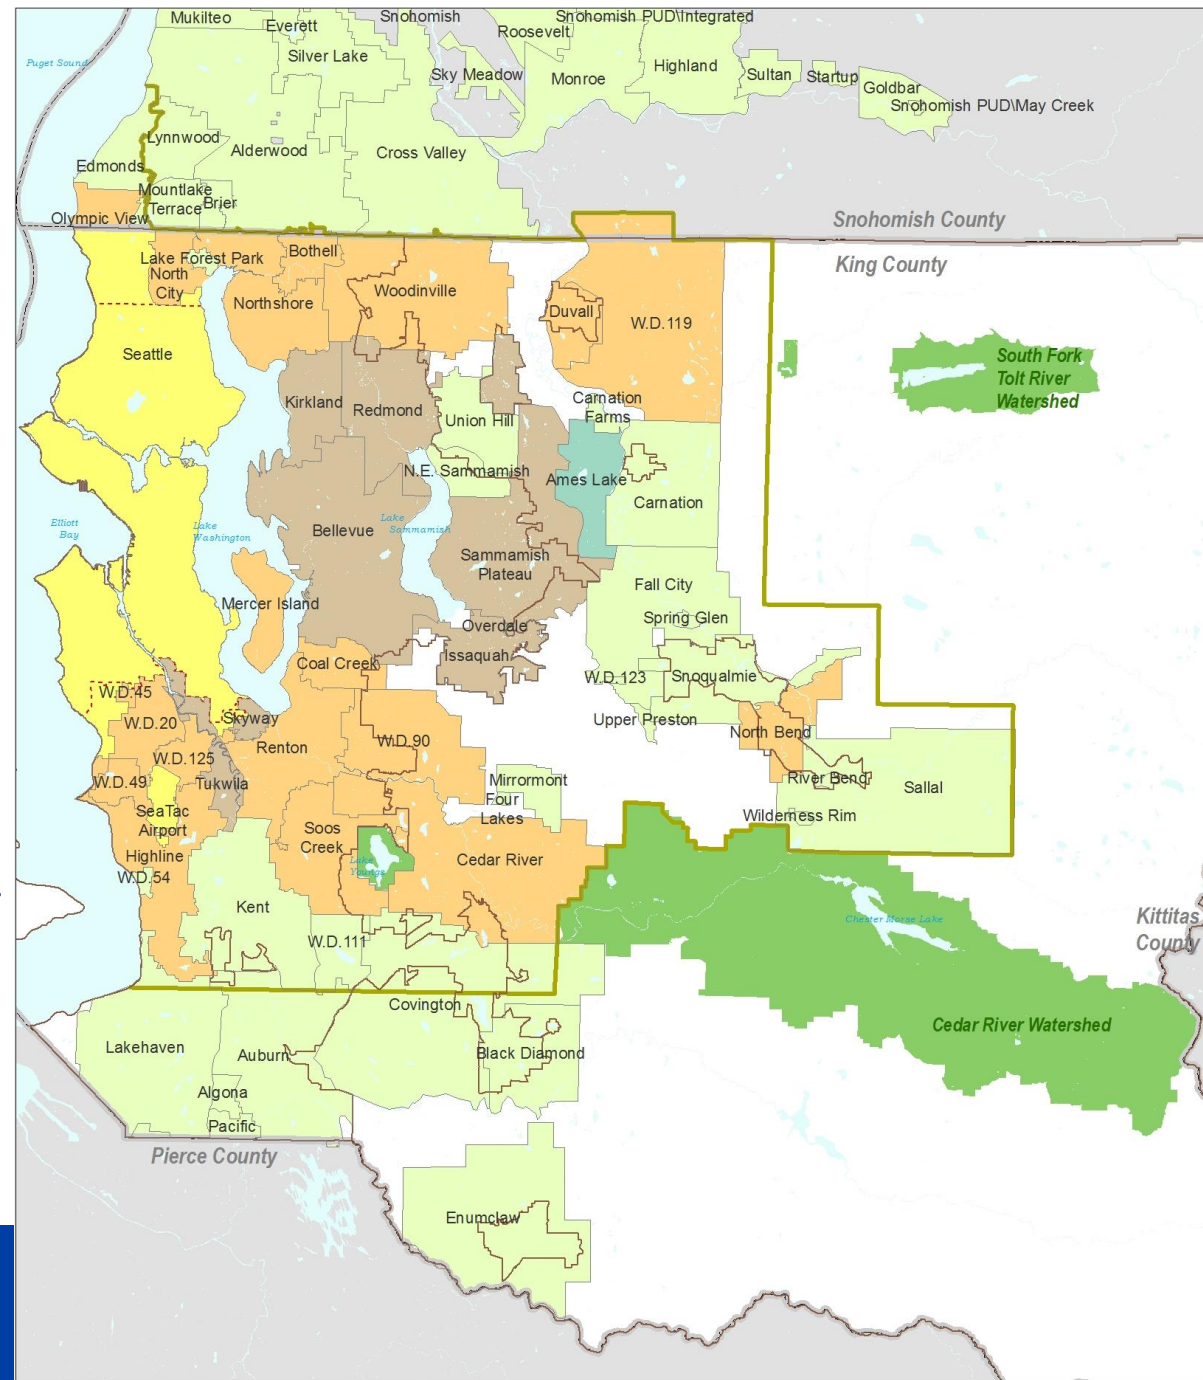 Mukilteo
Snohomish
Snohomish PUD\Integrated
Everett
Roosevelt
Puget Sound
Silver Lake
Sky Meadow
Monroe
Highland
Sultan
Startup
Goldbar
Snohomish PUD\May Creek
Lynnwood
Alderwood
Cross Valley
Edmonds
Mountlake
Terrace
Brier
Olympic View
Snohomish County
King County
Lake Forest Park
Bothell
North
City
Northshore
Woodinville
Duvall
W.D.119
Seattle
South Fork
Tolt River
Watershed
Kirkland
Redmond
Union Hill
Carnation
Farms
N.E. Sammamish
Ames Lake
Carnation
Elliott
Bay
Lake
Washington
Bellevue
Lake
Sammamish
Sammamish
Plateau
Fall City
Mercer Island
Spring Glen
Overdale
Issaquah
Coal Creek
W.D.123
Snoqualmie
W.D.45
W.D.20
Skyway
Upper Preston
North Bend
Renton
W.D.90
W.D.125
W.D.49
Tukwila
Mirrormont
River Bend
Sallal
Four
Lakes
SeaTac
Airport
Wilderness Rim
Soos
Creek
Highline
Lake
Youngs
Cedar River
W.D.54
Kent
W.D.111
Chester Morse Lake
Kittitas
County
Covington
Cedar River Watershed
Lakehaven
Auburn
Black Diamond
Algona
Pacific
Pierce County
Enumclaw